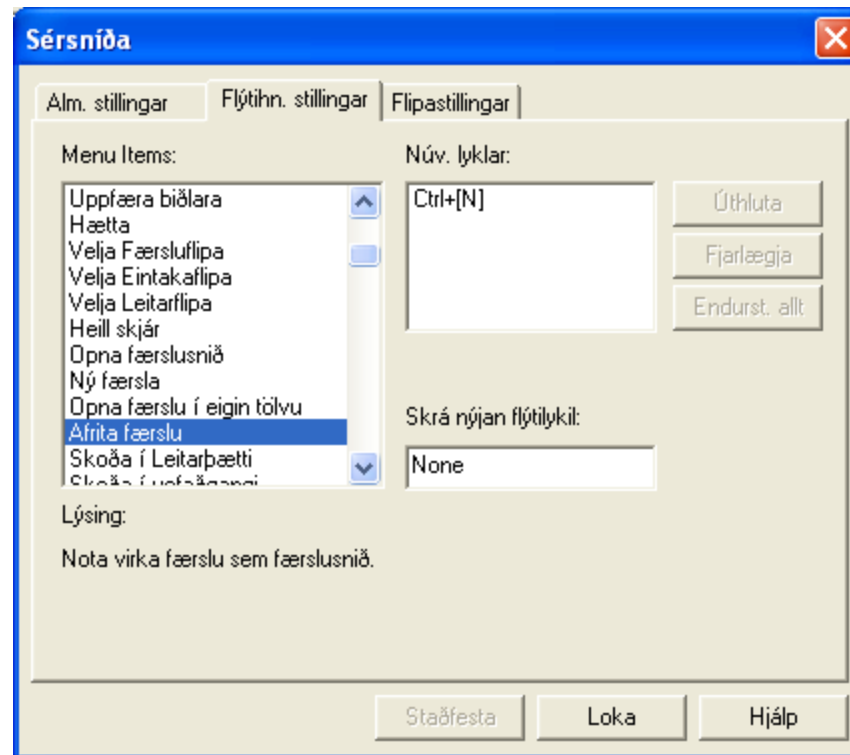 Sérsníða
Alm. stillingar
Flýtihn. stillingar
Flipastillingar
Menu Items:
Uppfæra biðlara
Hætta
Velja Færsluflipa
Velja Eintakaflipa
Velja Leitarflipa
Heill skjár
Opna færslusnið
Ný færsla
Opna færslu í eigin tölvu
Afrita færslu
Skoða í Leitarþætti
Skoða í vefaðgangi
Núv. lyklar:
Ctrl+[N]
Úthluta
Fjarlægja
Endurst. allt
Skrá nýjan flýtilykil:
None
Lýsing:
Nota virka færslu sem færslusnið.
Staðfesta
Loka
Hjálp